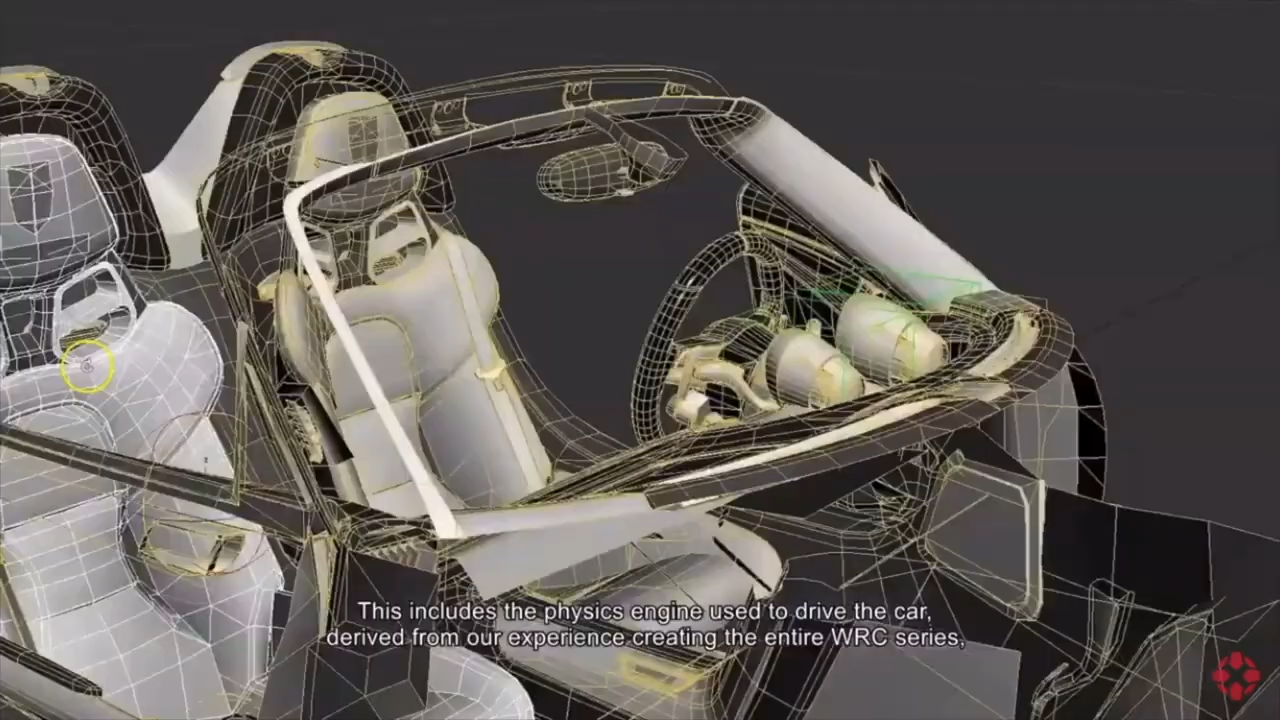 This includes the physics engine used to drive the car,
derived from our experience creating the entire WRC series,